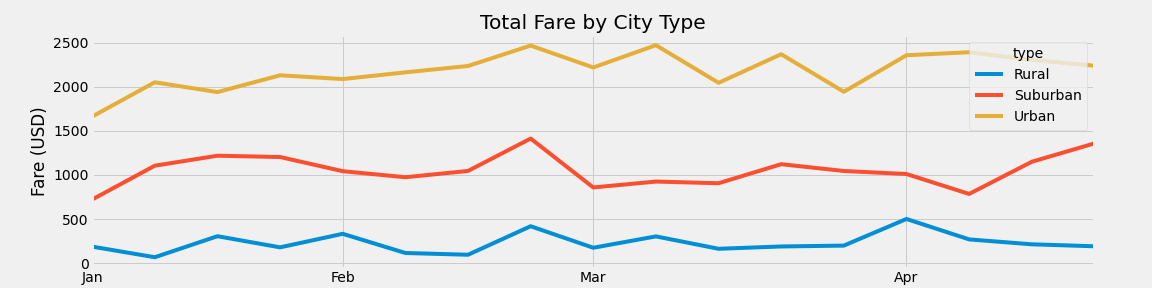 Total Fare by City Type
Fare (USD)
2500
2000
1500
1000
500
0
Jan Feb Mar Apr
type
Rural
Suburban
Urban